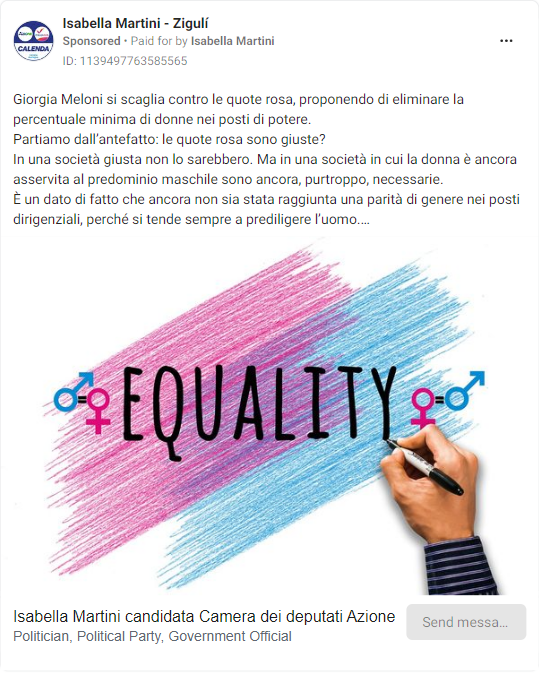 Isabella Martini - Zigulí
Sponsored • Paid for by Isabella Martini
ID: 1139497763585565
CALENDA
Giorgia Meloni si scaglia contro le quote rosa, proponendo di eliminare la
percentuale minima di donne nei posti di potere.
Partiamo dall’antefatto: le quote rosa sono giuste?
In una società giusta non lo sarebbero. Ma in una società in cui la donna è ancora
asservita al predominio maschile sono ancora, purtroppo, necessarie.
È un dato di fatto che ancora non sia stata raggiunta una parità di genere nei posti
dirigenziali, perché si tende sempre a prediligere l’uomo....
EQUALITY
Isabella Martini candidata Camera dei deputati Azione
Politician, Political Party, Government Official
Send messa...